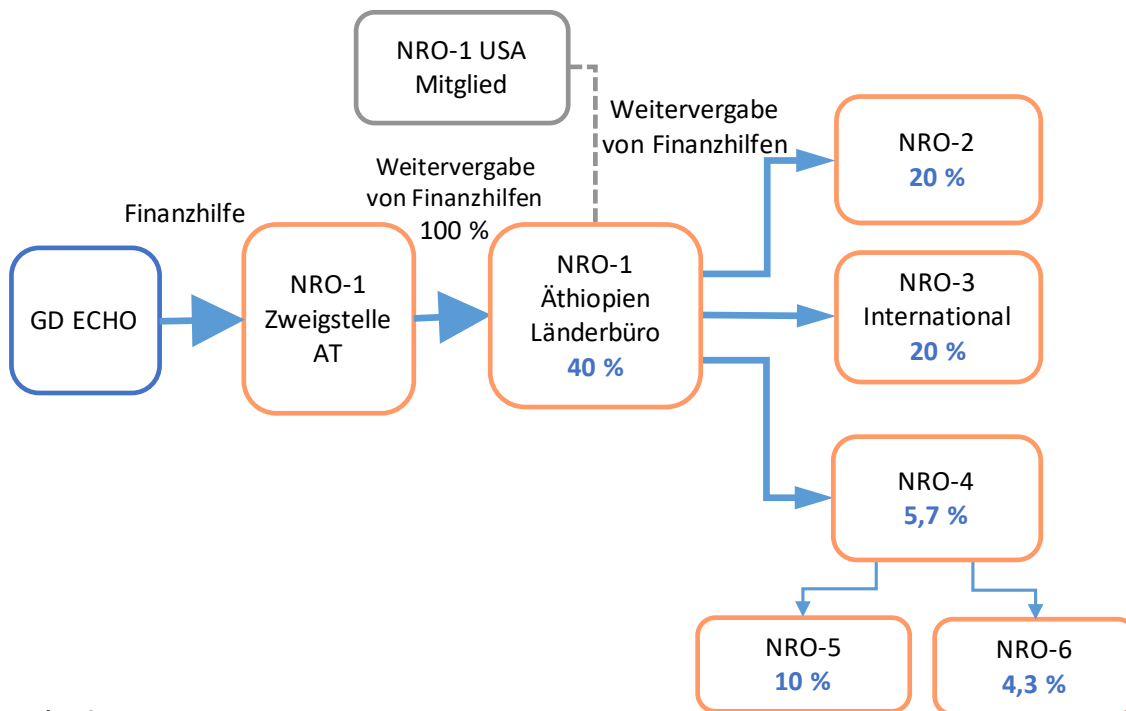 NRO-1 USA
Mitglied
Weitervergabe
von Finanzhilfen
NRO-2
20 %
Weitervergabe
von Finanzhilfen
100 %
Finanzhilfe
GD ECHO
NRO-1
Zweigstelle
AT
NRO-1
Äthiopien
Länderbüro
40 %
NRO-3
International
20 %
NRO-4
5,7 %
NRO-5
10 %
NRO-6
4,3 %